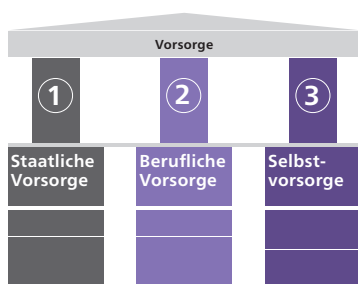 Vorsorge
1
2
3
Staatliche
Vorsorge
Berufliche
Vorsorge
Selbst-
vorsorge